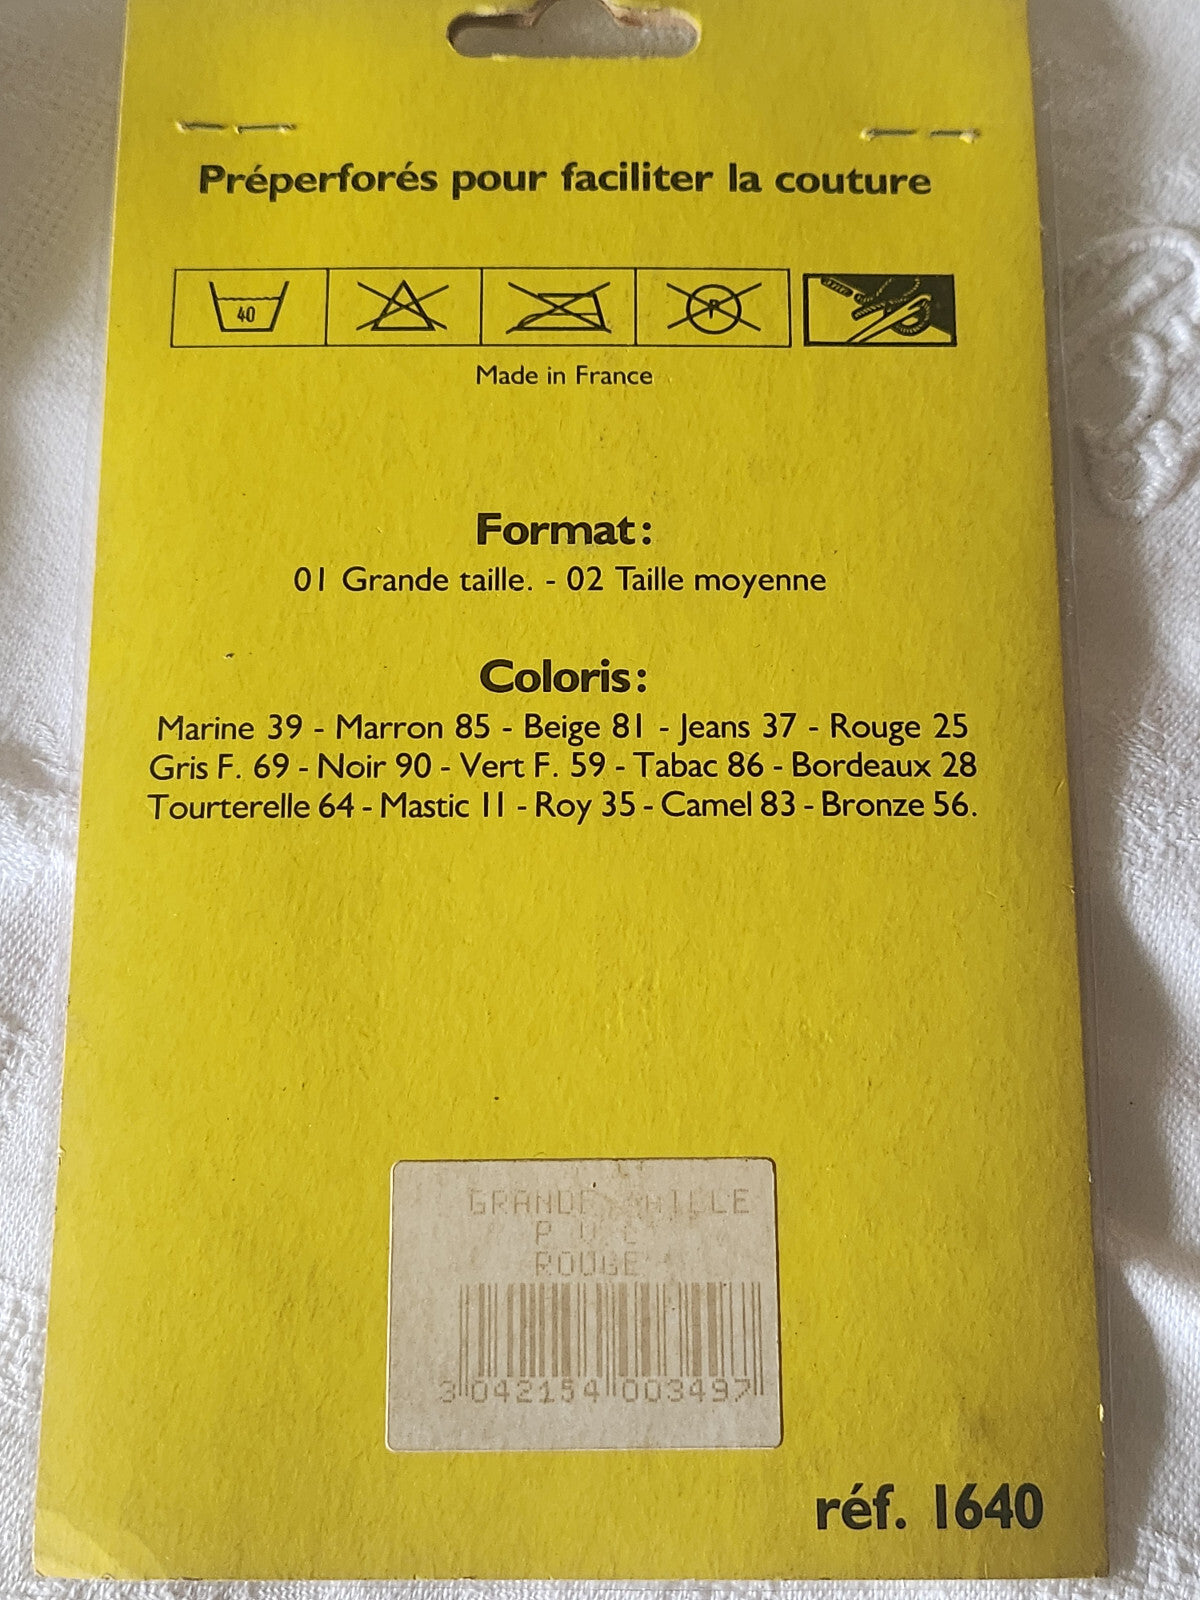 Préperforés pour faciliter la couture
40
P
Made in France
Format:
01 Grande taille. - 02 Taille moyenne
Coloris:
Marine 39 - Marron 85 - Beige 81 - Jeans 37 - Rouge 25
Gris F. 69 - Noir 90 - Vert F. 59 - Tabac 86 - Bordeaux 28
Tourterelle 64 - Mastic 11 - Roy 35 - Camel 83 - Bronze 56.
GRANDE TAILLE
ROUGE
3 042154 003497
réf. 1640